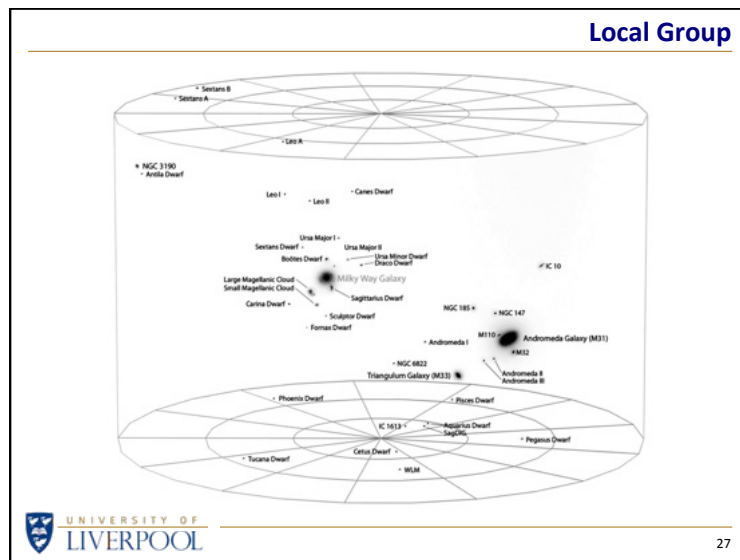 Local Group
Sextans B
Sextans A
Leo A
NGC 3190
Antila Dwarf
Leo I
Leo II
Canes Dwarf
Ursa Major I
Ursa Major II
Sextans Dwarf
Boötes Dwarf
Ursa Minor Dwarf
Draco Dwarf
IC 10
Milky Way Galaxy
Large Magellanic Cloud
Small Magellanic Cloud
Sagittarius Dwarf
Carina Dwarf
NGC 185
NGC 147
Sculptor Dwarf
Fornax Dwarf
M110
Andromeda Galaxy (M31)
Andromeda I
M32
NGC 6822
Andromeda II
Andromeda III
Triangulum Galaxy (M33)
Phoenix Dwarf
Pisces Dwarf
IC 1613
Aquarius Dwarf
SagDIG
Pegasus Dwarf
Cetus Dwarf
Tucana Dwarf
WLM
UNIVERSITY OF
LIVERPOOL
27